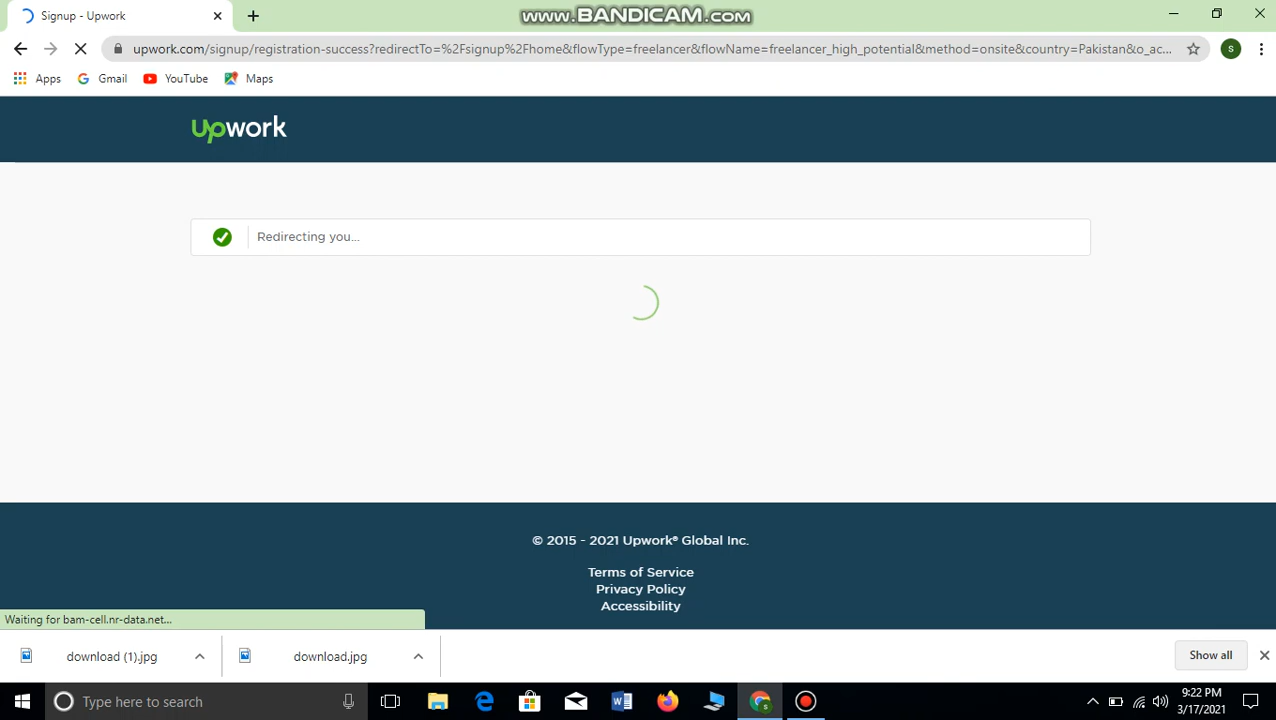 Signup - Upwork
www.BANDICAM.com
upwork.com/signup/registration-success?redirectTo=%2Fsignup%2Fhome&flowType=freelancer&flowName=freelancer_high_potential&method=onsite&country=Pakistan&o_ac...
S
Apps
Gmail
YouTube
Maps
upwork
Redirecting you...
© 2015 - 2021 Upwork® Global Inc.
Terms of Service
Privacy Policy
Accessibility
Waiting for bam-cell.nr-data.net...
download (1).jpg
download.jpg
Show all
Type here to search
9:22 PM
3/17/2021